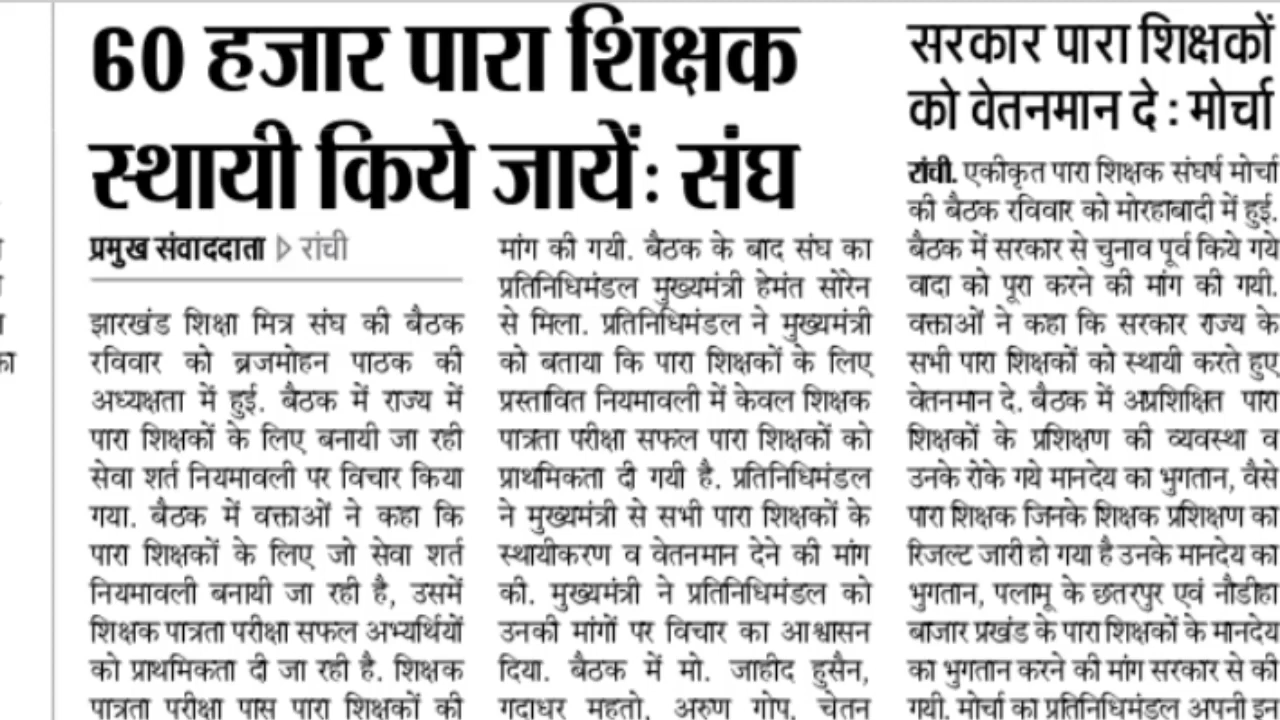 60 हजार पारा शिक्षक
स्थायी किये जायें: संघ
प्रमुख संवाददाता ▷ रांची
झारखंड शिक्षा मित्र संघ की बैठक
रविवार को ब्रजमोहन पाठक की
अध्यक्षता में हुई. बैठक में राज्य में
पारा शिक्षकों के लिए बनायी जा रही
सेवा शर्त नियमावली पर विचार किया
गया. बैठक में वक्ताओं ने कहा कि
पारा शिक्षकों के लिए जो सेवा शर्त
नियमावली बनायी जा रही है, उसमें
शिक्षक पात्रता परीक्षा सफल अभ्यर्थियों
को प्राथमिकता दी जा रही है. शिक्षक
पात्रता परीक्षा पास पारा शिक्षकों की
मांग की गयी. बैठक के बाद संघ का
प्रतिनिधिमंडल मुख्यमंत्री हेमंत सोरेन
से मिला. प्रतिनिधिमंडल ने मुख्यमंत्री
को बताया कि पारा शिक्षकों के लिए
प्रस्तावित नियमावली में केवल शिक्षक
पात्रता परीक्षा सफल पारा शिक्षकों को
प्राथमिकता दी गयी है. प्रतिनिधिमंडल
ने मुख्यमंत्री से सभी पारा शिक्षकों के
स्थायीकरण व वेतनमान देने की मांग
की. मुख्यमंत्री ने प्रतिनिधिमंडल को
उनकी मांगों पर विचार का आश्वासन
दिया. बैठक में मो. जाहीद हुसैन,
गदाधर महतो, अरुण गोप, चेतन
सरकार पारा शिक्षकों
को वेतनमान दे : मोर्चा
रांची. एकीकृत पारा शिक्षक संघर्ष मोर्चा
की बैठक रविवार को मोरहाबादी में हुई.
बैठक में सरकार से चुनाव पूर्व किये गये
वादा को पूरा करने की मांग की गयी.
वक्ताओं ने कहा कि सरकार राज्य के
सभी पारा शिक्षकों को स्थायी करते हुए
वेतनमान दे. बैठक में अप्रशिक्षित पारा
शिक्षकों के प्रशिक्षण की व्यवस्था व
उनके रोके गये मानदेय का भुगतान, वैसे
पारा शिक्षक जिनके शिक्षक प्रशिक्षण का
रिजल्ट जारी हो गया है उनके मानदेय का
भुगतान, पलामू के छतरपुर एवं नौडीहा
बाजार प्रखंड के पारा शिक्षकों के मानदेय
का भुगतान करने की मांग सरकार से की
गयी. मोर्चा का प्रतिनिधिमंडल अपनी इन